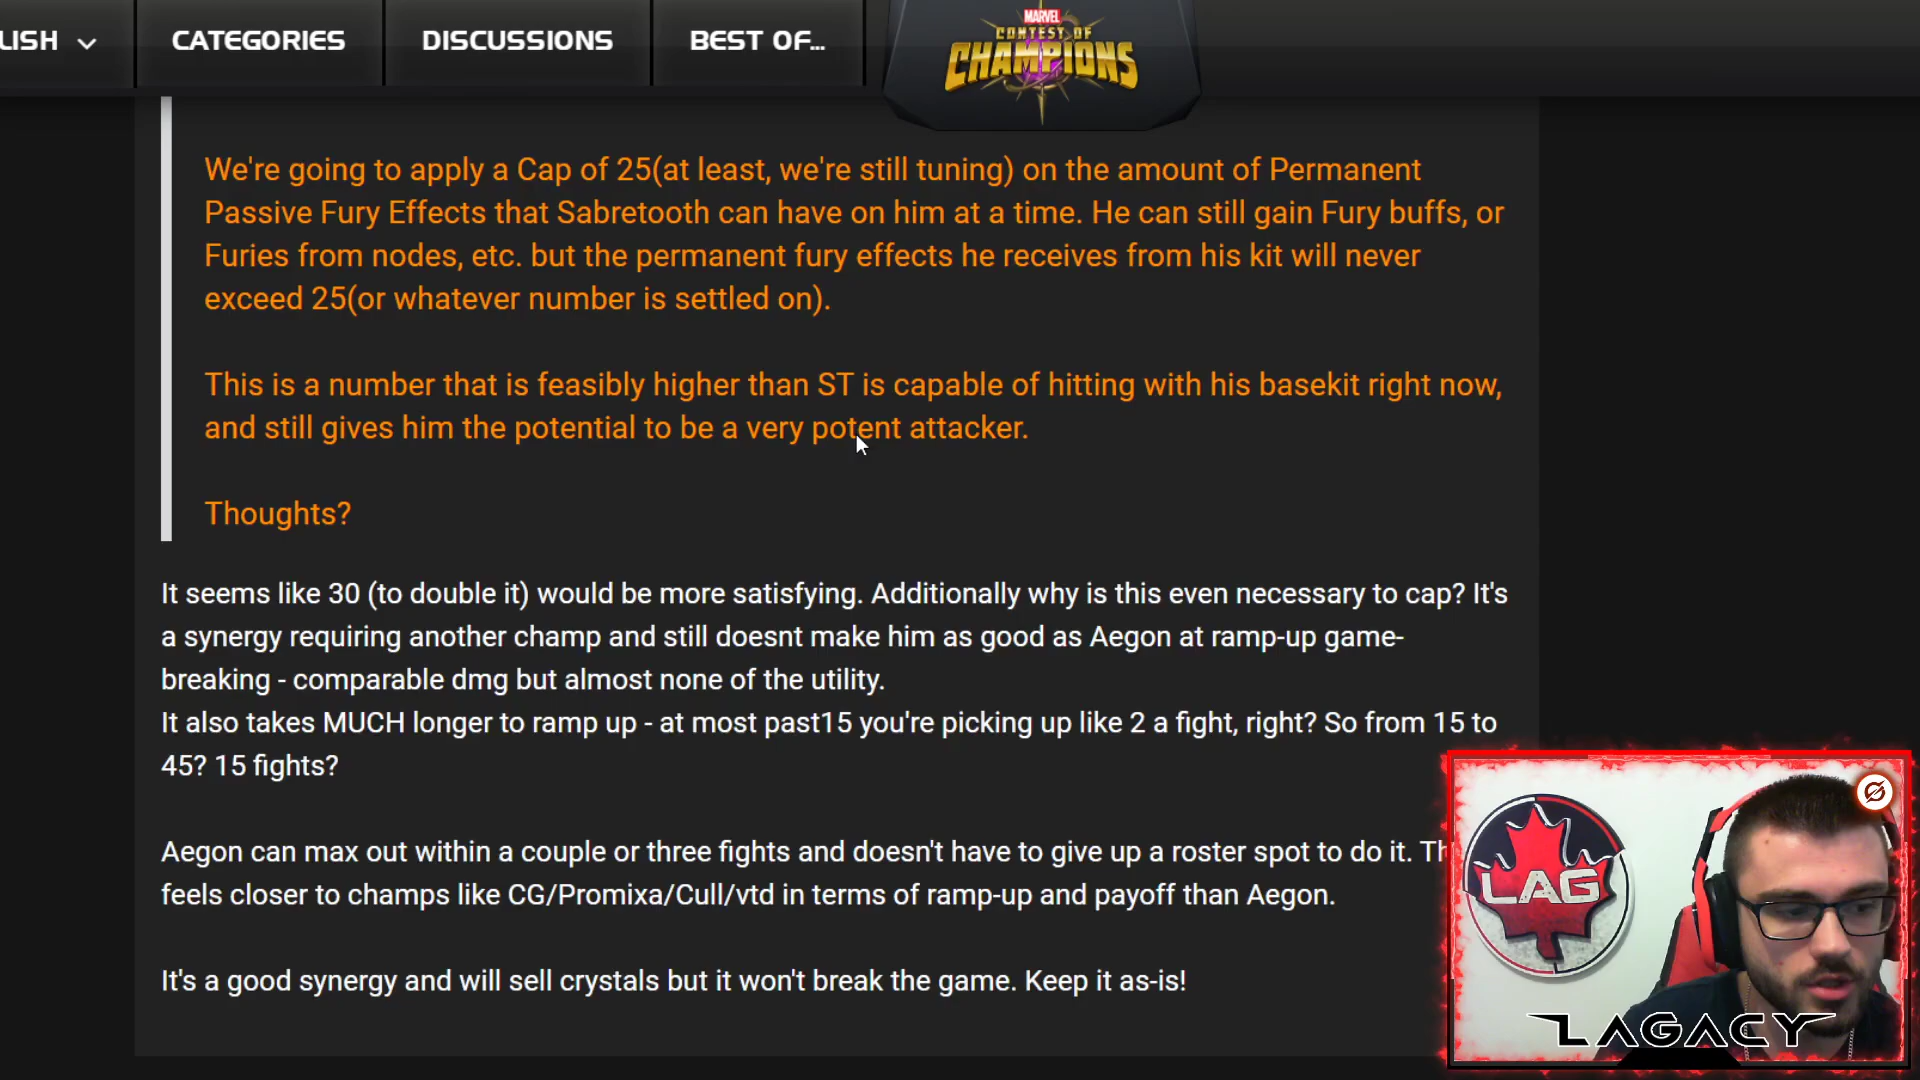 LISH
CATEGORIES
DISCUSSIONS
BEST OF...
MARVEL
CONTEST OF
CHAMPIONS
We're going to apply a Cap of 25(at least, we're still tuning) on the amount of Permanent
Passive Fury Effects that Sabretooth can have on him at a time. He can still gain Fury buffs, or
Furies from nodes, etc. but the permanent fury effects he receives from his kit will never
exceed 25(or whatever number is settled on).
This is a number that is feasibly higher than ST is capable of hitting with his basekit right now,
and still gives him the potential to be a very potent attacker.
Thoughts?
It seems like 30 (to double it) would be more satisfying. Additionally why is this even necessary to cap? It's
a synergy requiring another champ and still doesnt make him as good as Aegon at ramp-up game-
breaking - comparable dmg but almost none of the utility.
It also takes MUCH longer to ramp up - at most past15 you're picking up like 2 a fight, right? So from 15 to
45? 15 fights?
Aegon can max out within a couple or three fights and doesn't have to give up a roster spot to do it.
feels closer to champs like CG/Promixa/Cull/vtd in terms of ramp-up and payoff than Aegon.
It's a good synergy and will sell crystals but it won't break the game. Keep it as-is!
LAG
LAGACY